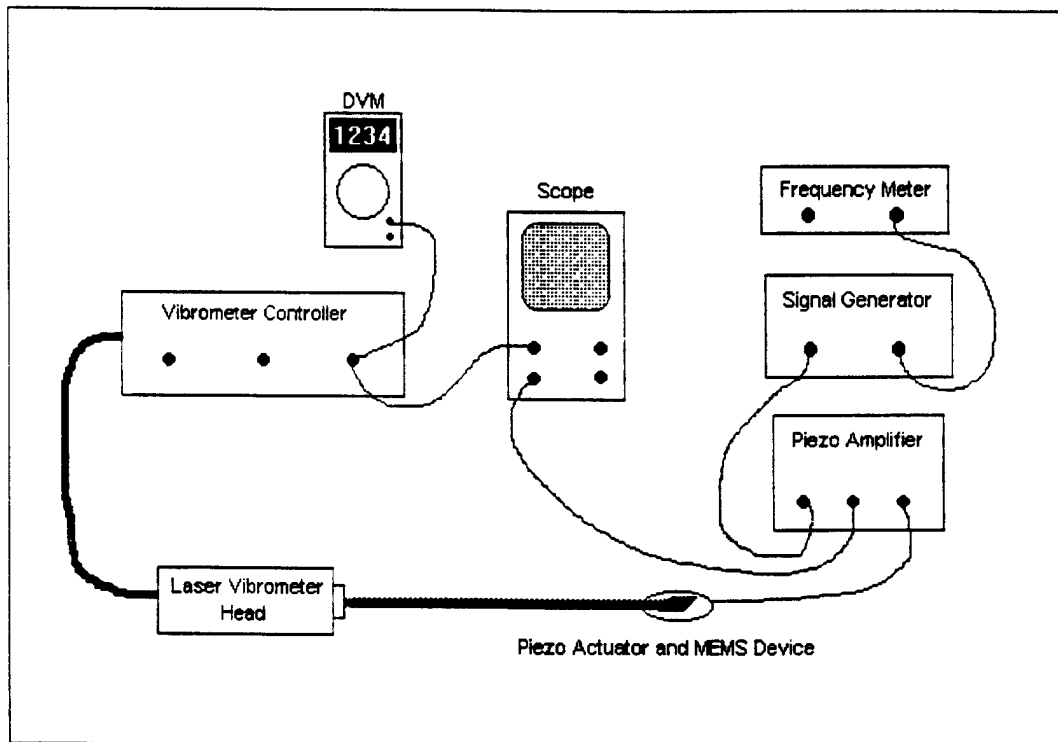 DVM
1234
Scope
Frequency Meter
Signal Generator
Vibrometer Controller
Piezo Amplifier
Laser Vibrometer
Head
Piezo Actuator and MEMS Device